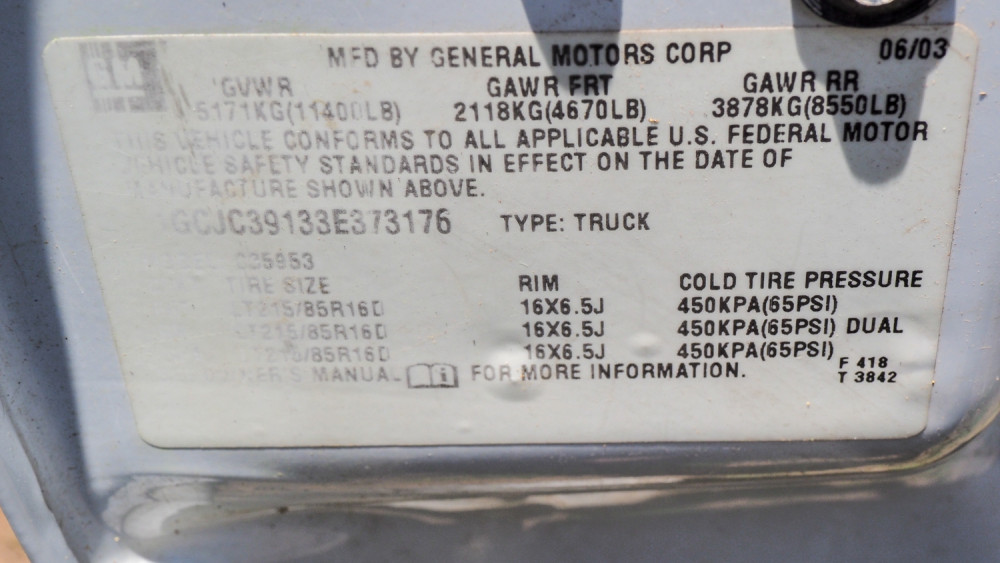 GM
MFD BY GENERAL MOTORS CORP 06/03
GVWR GAWR FRT GAWR RR
5171KG(11400LB) 2118KG(4670LB) 3878KG(8550LB)
VEHICLE CONFORMS TO ALL APPLICABLE U.S. FEDERAL MOTOR
SAFETY STANDARDS IN EFFECT ON THE DATE OF
SHOWN ABOVE.
GCJC39133E373176 TYPE: TRUCK
TIRE SIZE RIM COLD TIRE PRESSURE
16X6.5J 450KPA(65PSI)
16X6.5J 450KPA(65PSI) DUAL
16X6.5J 450KPA(65PSI)
MANUAL FOR MORE INFORMATION.
F 418
T 3842